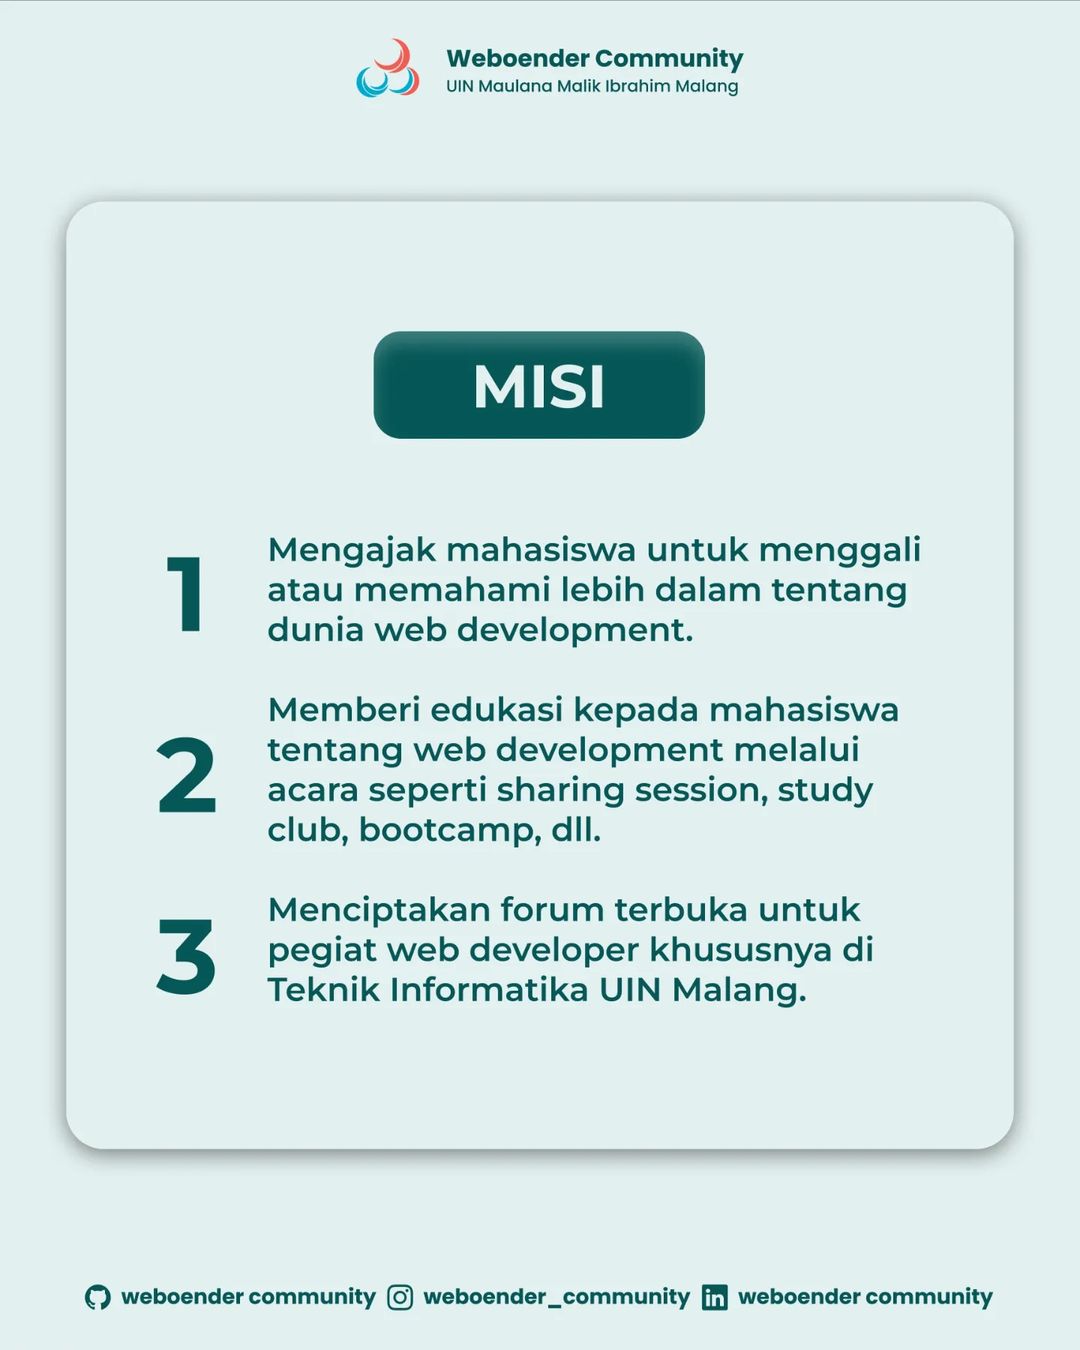 Weboender Community
UIN Maulana Malik Ibrahim Malang
MISI
1
Mengajak mahasiswa untuk menggali
atau memahami lebih dalam tentang
dunia web development.
2
Memberi edukasi kepada mahasiswa
tentang web development melalui
acara seperti sharing session, study
club, bootcamp, dll.
3
Menciptakan forum terbuka untuk
pegiat web developer khususnya di
Teknik Informatika UIN Malang.
weboender community weboender_community in weboender community